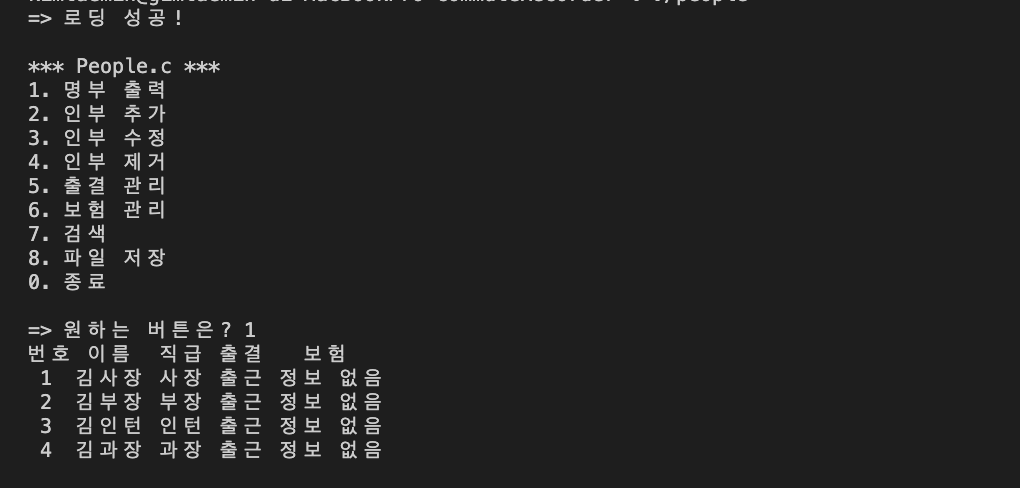 => 로딩 성공!
*** People.c ***
1. 명부 출력
2. 인부 추가
3. 인부 수정
4. 인부 제거
5. 출결 관리
6. 보험 관리
7. 검색
8. 파일 저장
0. 종료
=> 원하는 버튼은? 1
번호 이름 직급 출결 보험
1 김사장 사장 출근 정보 없음
2 김부장 부장 출근 정보 없음
3 김인턴 인턴 출근 정보 없음
4 김과장 과장 출근 정보 없음